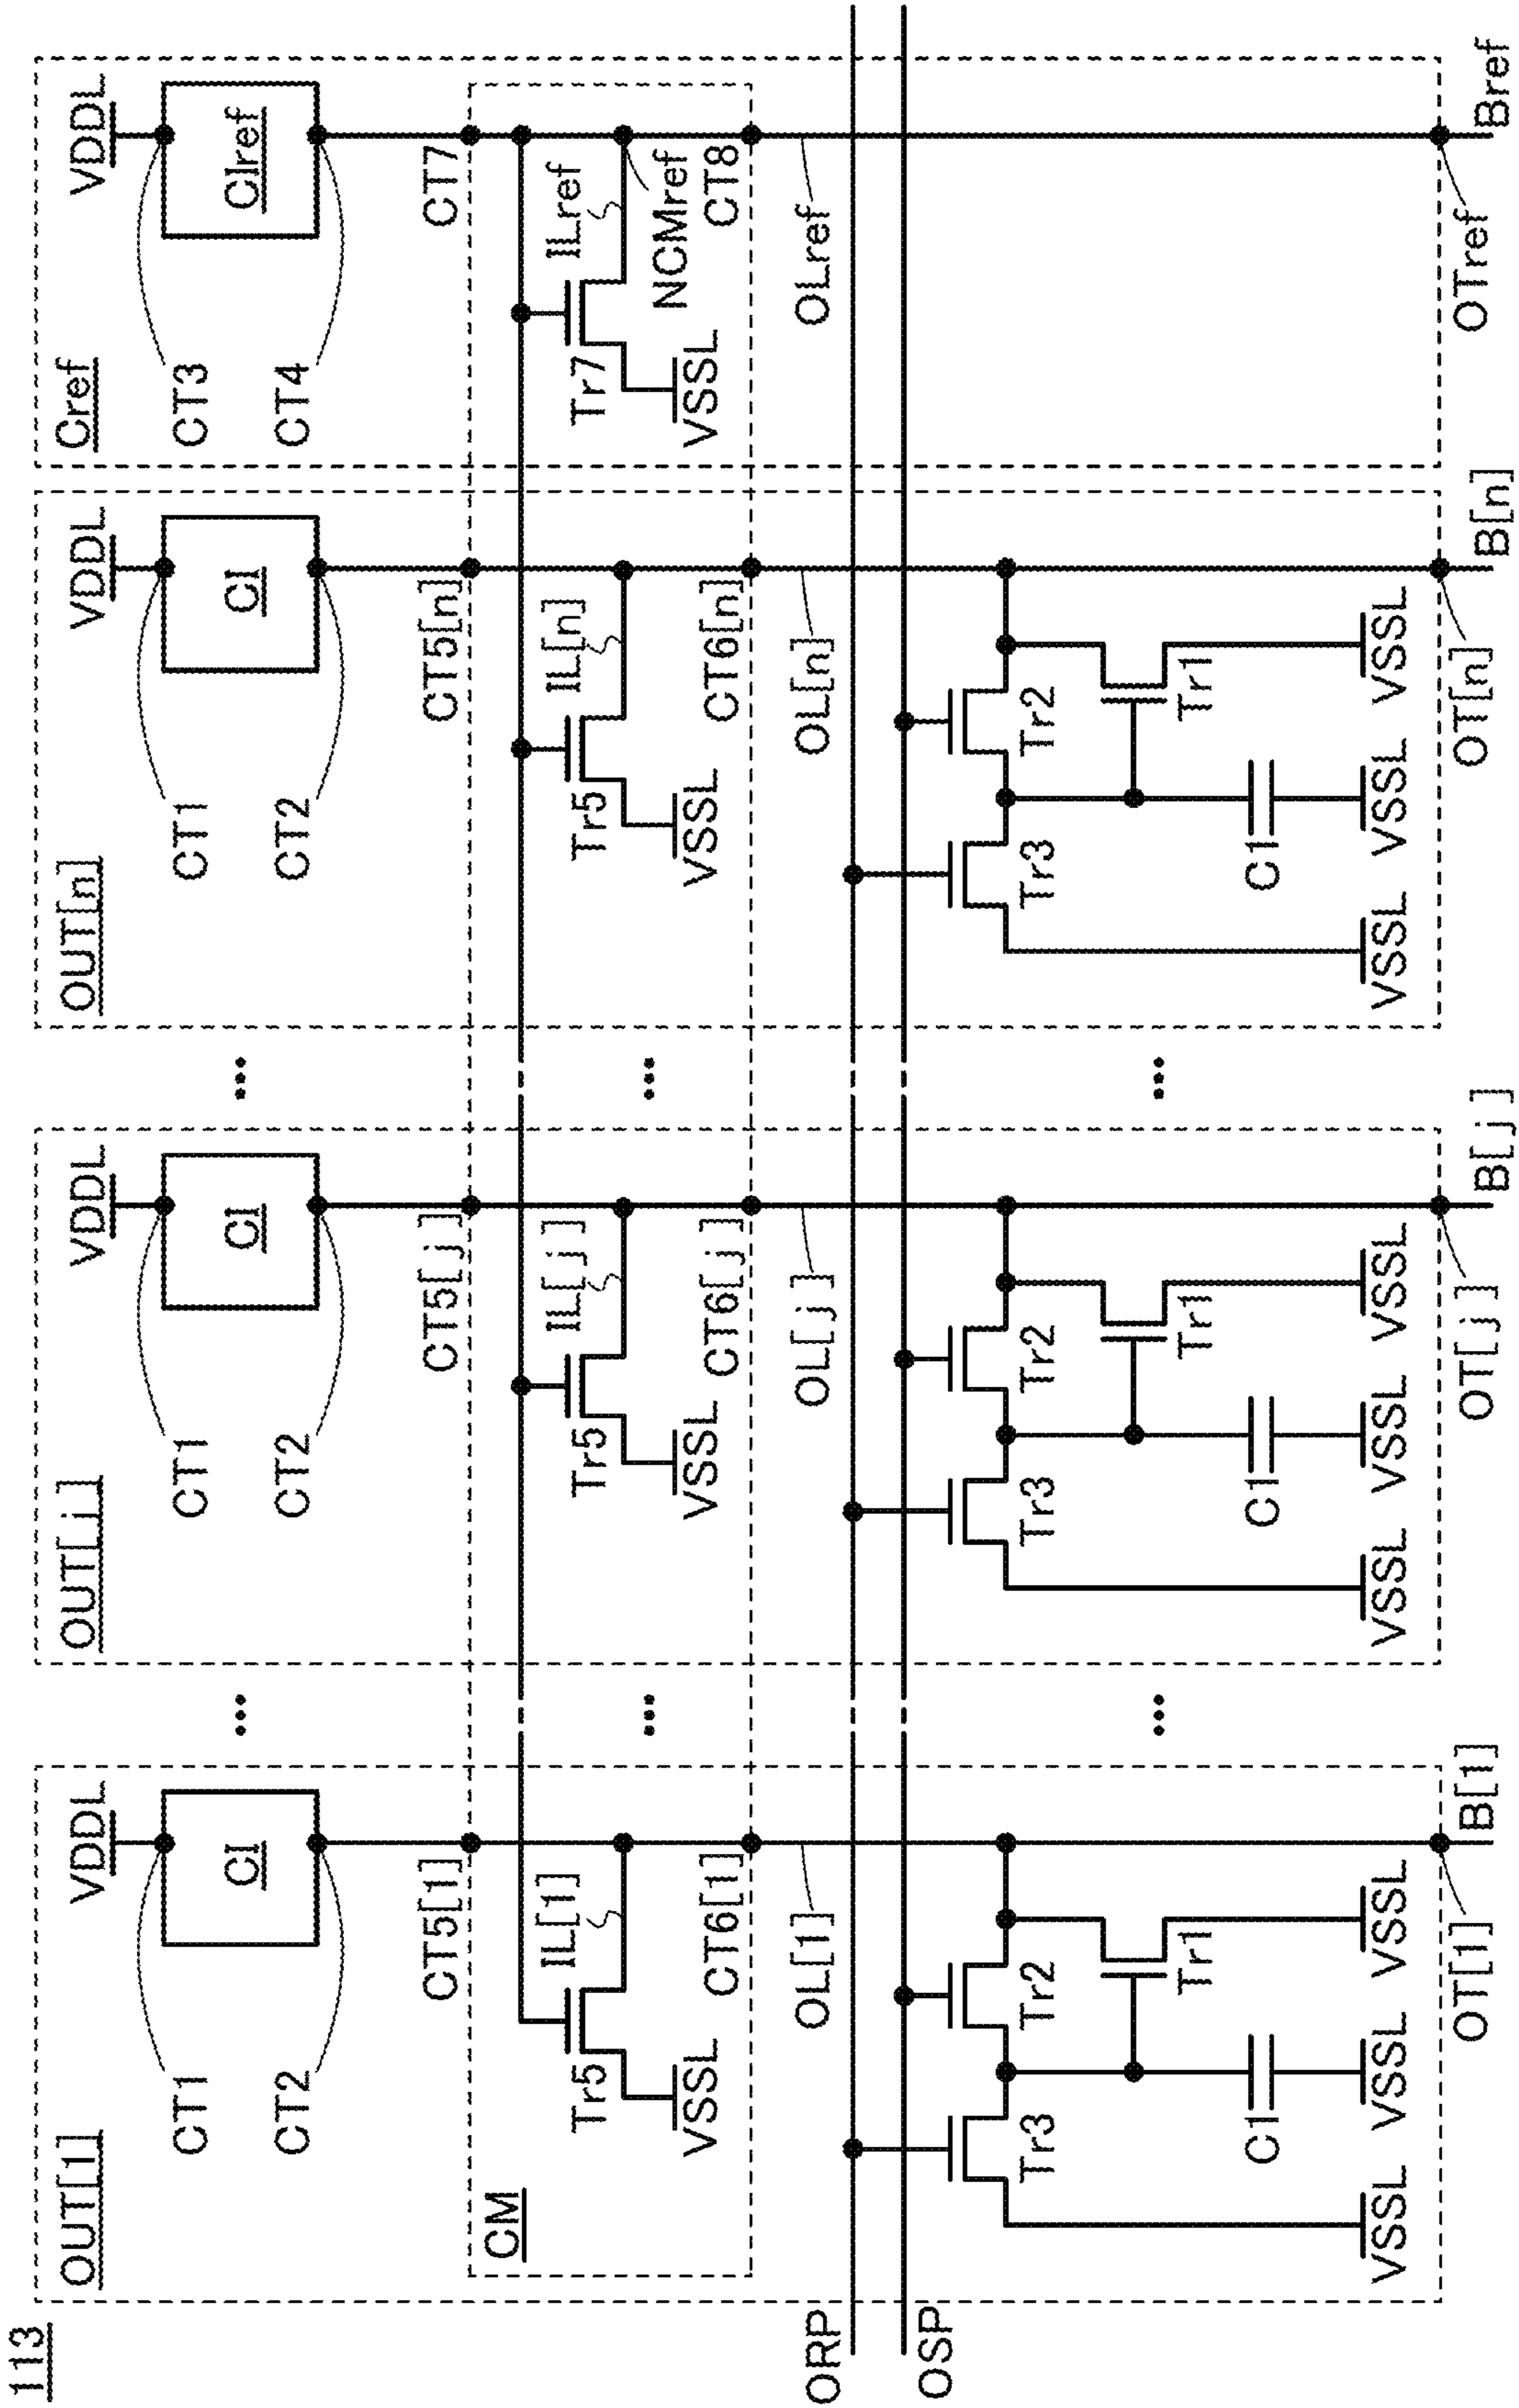 113
OUT[1]
VDDL
CI
CT1
CT2
CT5[1]
CM
IL[1]
Tr5
VSSL
CT6[1]
OL[1]
ORP
OSP
Tr3
Tr2
Tr1
C1
VSSL
VSSL
VSSL
OT[1]
B[1]
...
...
...
OUT[j]
VDDL
CI
CT1
CT2
CT5[j]
IL[j]
Tr5
VSSL
CT6[j]
OL[j]
Tr3
Tr2
Tr1
C1
VSSL
VSSL
VSSL
OT[j]
B[j]
...
...
...
OUT[n]
VDDL
CI
CT1
CT2
CT5[n]
IL[n]
Tr5
VSSL
CT6[n]
OL[n]
Tr3
Tr2
Tr1
C1
VSSL
VSSL
VSSL
OT[n]
B[n]
Cref
VDDL
CIref
CT3
CT4
CT7
ILref
Tr7
NCMref
VSSL
CT8
OLref
OTref
Bref